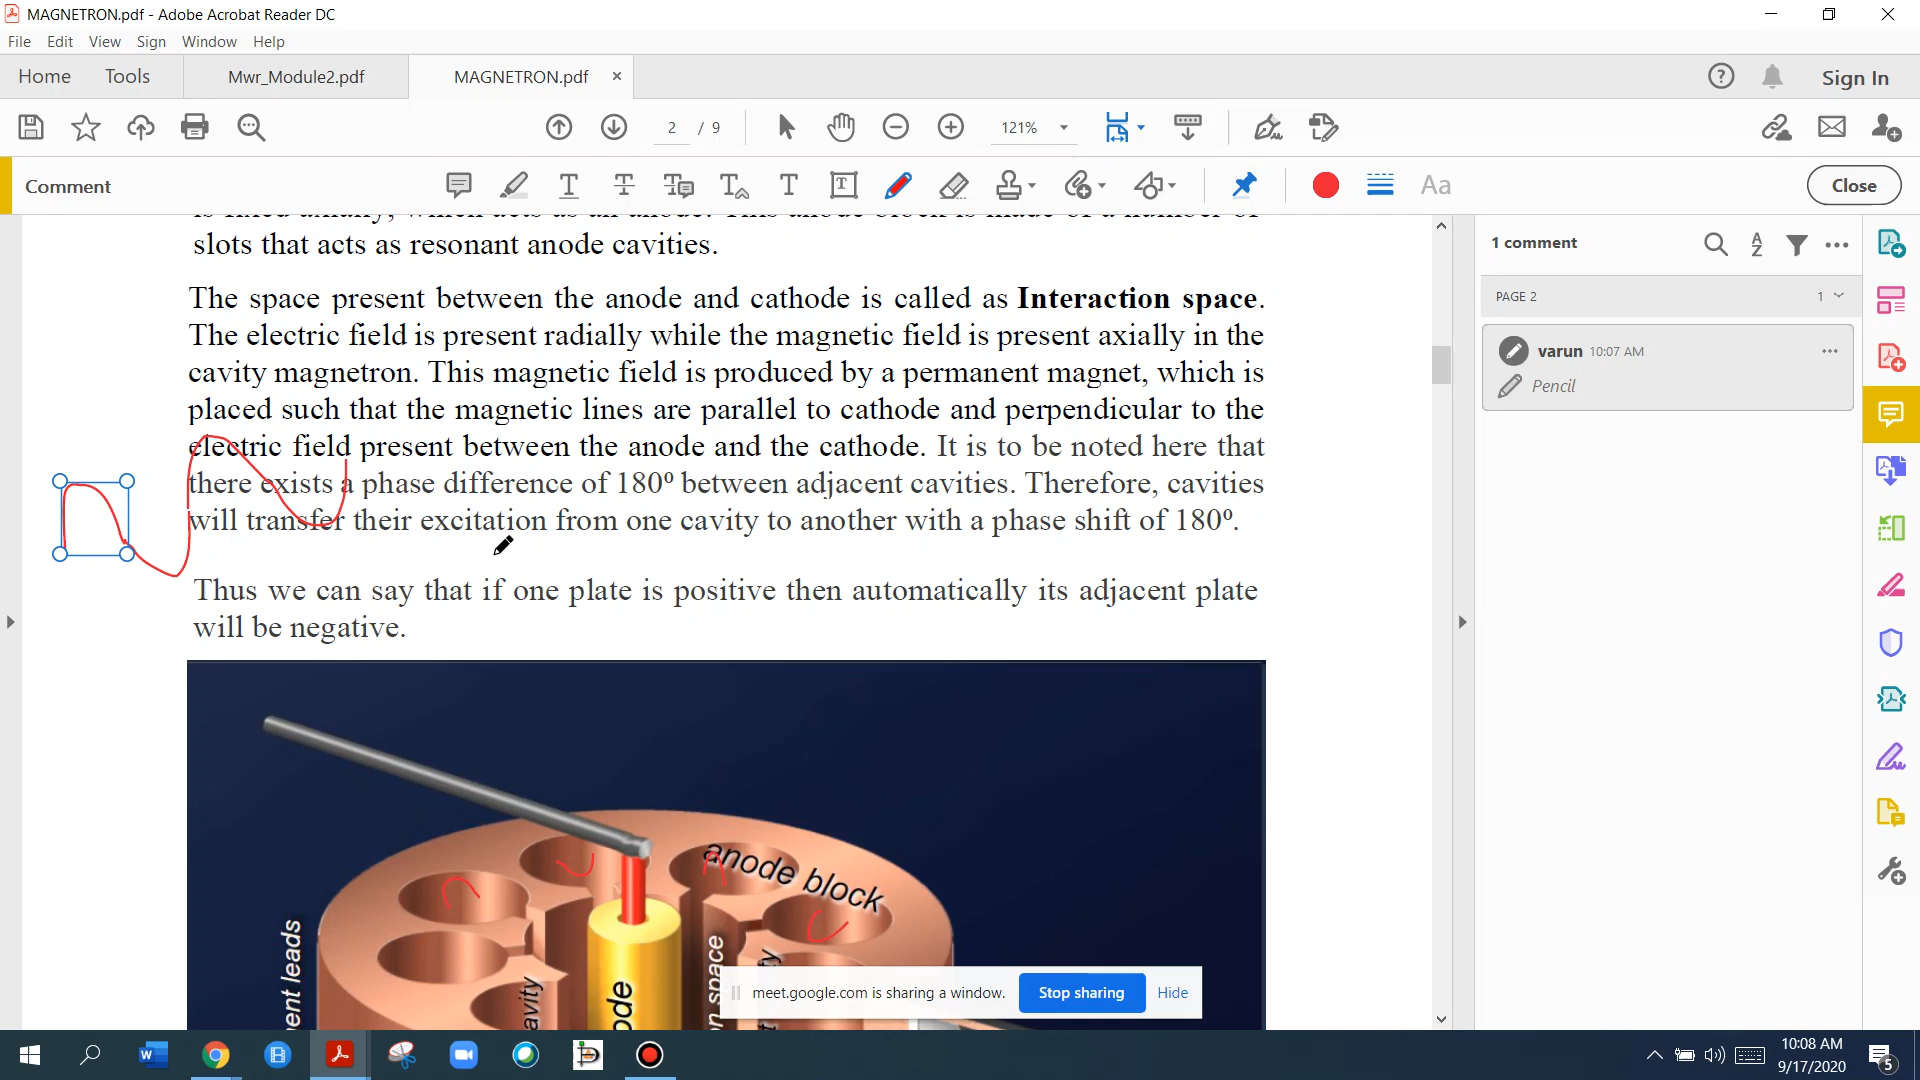 MAGNETRON.pdf - Adobe Acrobat Reader DC
File Edit View Sign Window Help
Home Tools Mwr_Module2.pdf MAGNETRON.pdf × Sign In
2 / 9 121%
Comment Aa Close
slots that acts as resonant anode cavities.
The space present between the anode and cathode is called as Interaction space.
The electric field is present radially while the magnetic field is present axially in the
cavity magnetron. This magnetic field is produced by a permanent magnet, which is
placed such that the magnetic lines are parallel to cathode and perpendicular to the
electric field present between the anode and the cathode. It is to be noted here that
there exists a phase difference of 180º between adjacent cavities. Therefore, cavities
will transfer their excitation from one cavity to another with a phase shift of 180º.
Thus we can say that if one plate is positive then automatically its adjacent plate
will be negative.
anode block
leads
space
1 comment
PAGE 2 1
varun 10:07 AM
Pencil
meet.google.com is sharing a window. Stop sharing Hide
10:08 AM
9/17/2020
5